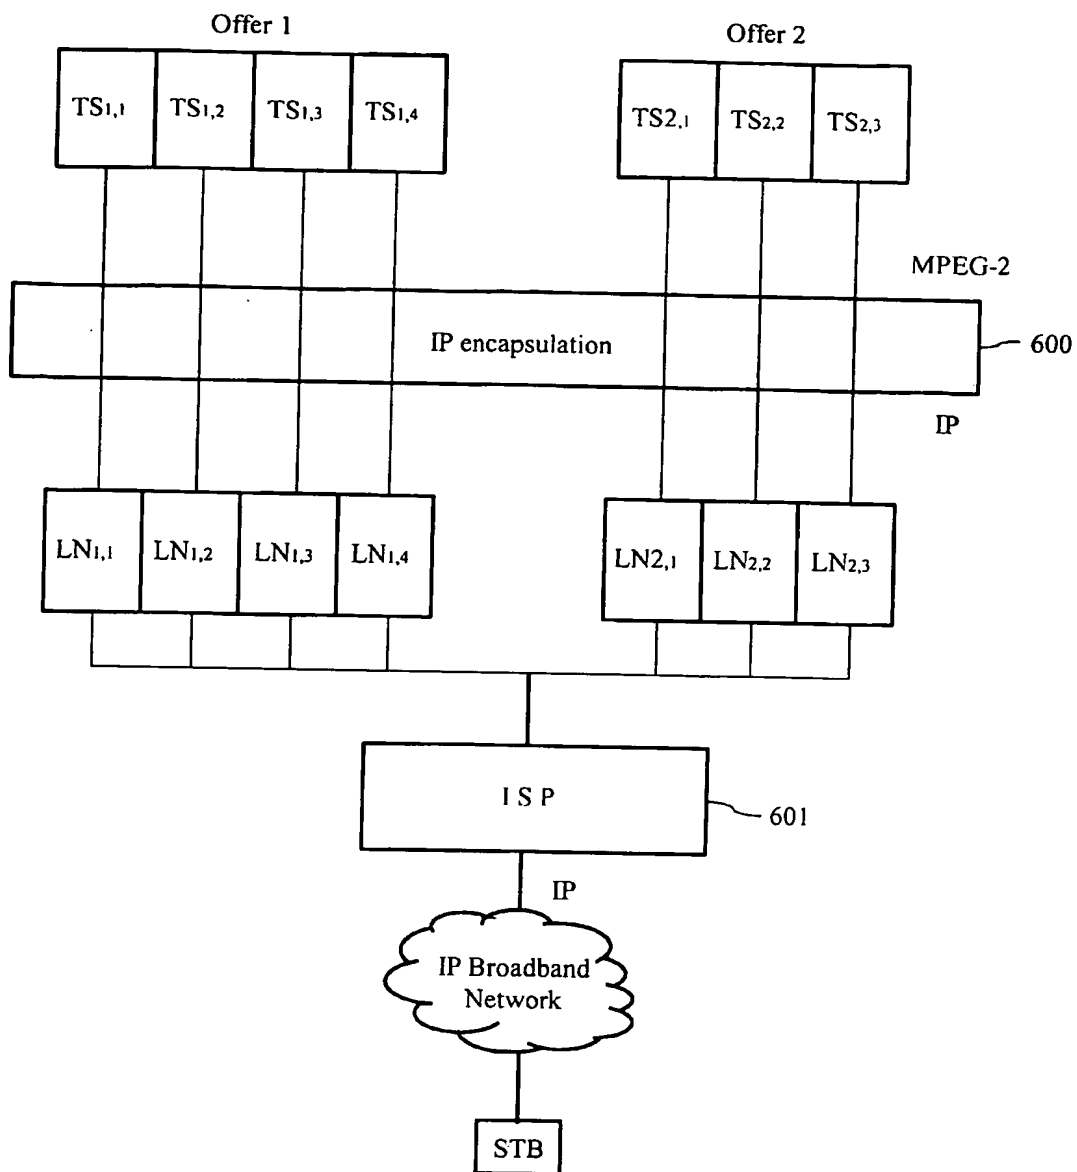 Offer 1
Offer 2
TS1,1 TS1,2 TS1,3 TS1,4
TS2,1 TS2,2 TS2,3
MPEG-2
IP encapsulation
600
IP
LN1,1 LN1,2 LN1,3 LN1,4
LN2,1 LN2,2 LN2,3
ISP
601
IP
IP Broadband
Network
STB